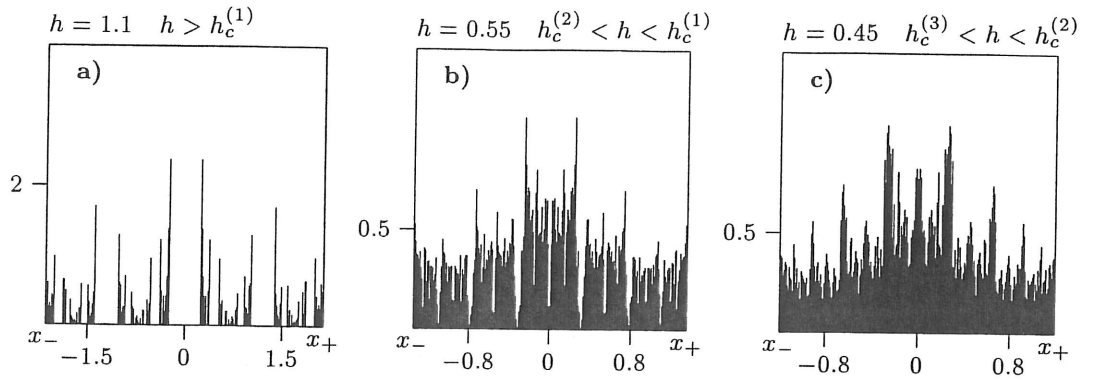 h = 1.1 h > h_c^{(1)}
h = 0.55 h_c^{(2)} < h < h_c^{(1)}
h = 0.45 h_c^{(3)} < h < h_c^{(2)}
a)
2
x_- −1.5 0 1.5 x_+
b)
0.5
x_- −0.8 0 0.8 x_+
c)
0.5
x_- −0.8 0 0.8 x_+